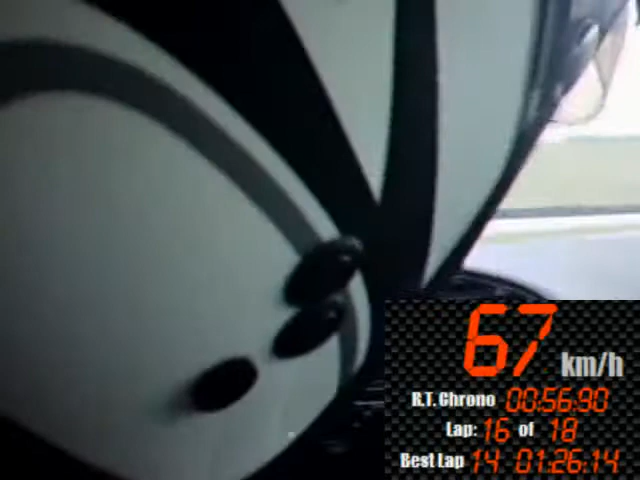 67 km/h
R.T. Chrono 00:56:90
Lap: 16 of 18
Best Lap 14 01:26:14